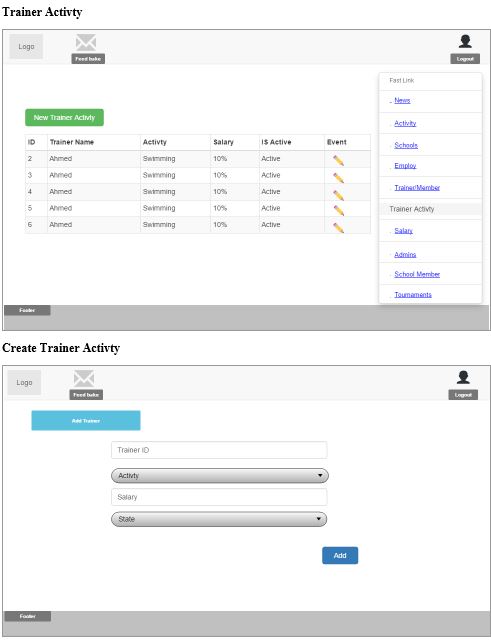 Trainer Activty
Logo
Feed bake
Logout
Fast Link
. News
. Activity
. Schools
. Employ
. Trainer/Member
Trainer Activty
. Salary
. Admins
. School Member
. Tournaments
New Trainer Activty
ID Trainer Name Activty Salary IS Active Event
2 Ahmed Swimming 10% Active
3 Ahmed Swimming 10% Active
4 Ahmed Swimming 10% Active
5 Ahmed Swimming 10% Active
6 Ahmed Swimming 10% Active
Footer
Create Trainer Activty
Logo
Feed bake
Logout
Add Trainer
Trainer ID
Activty
Salary
State
Add
Footer